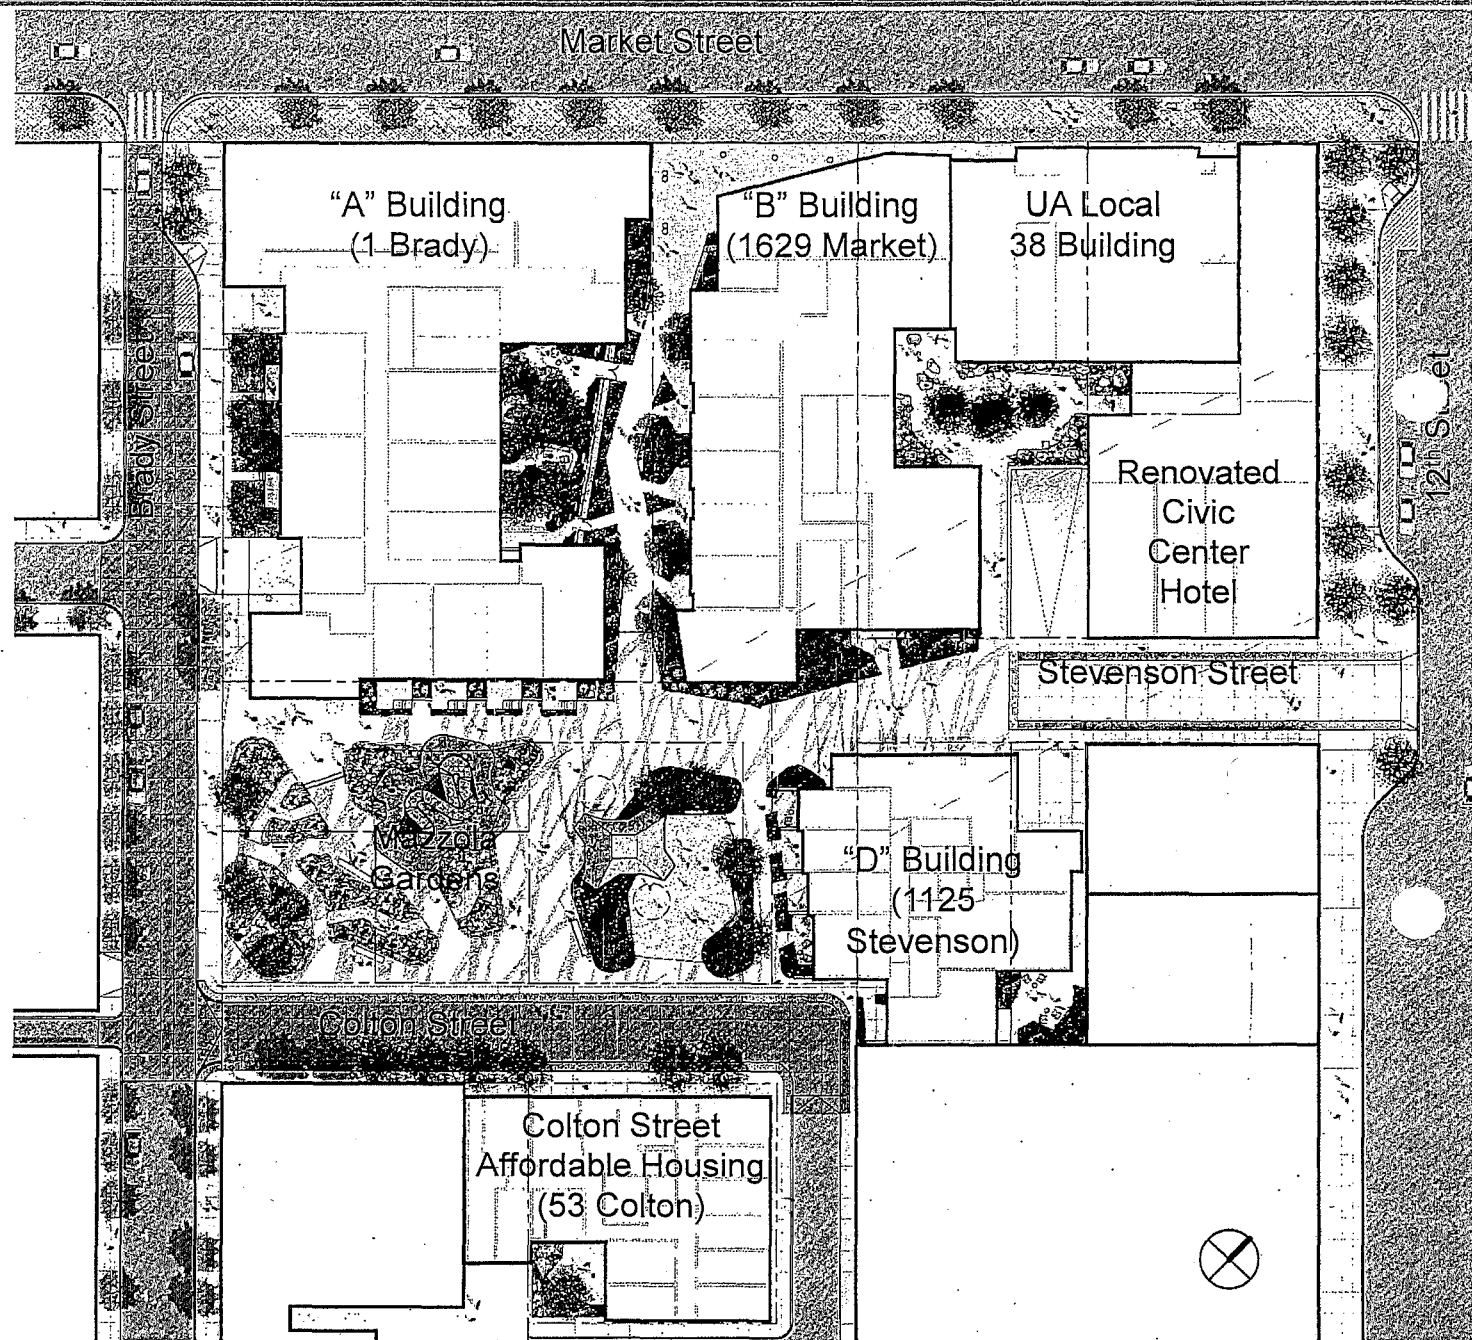 Market Street
“A” Building
(1 Brady)
“B” Building
(1629 Market)
UA Local
38 Building
Brady Street
12th Street
Renovated
Civic
Center
Hotel
Stevenson Street
Mazzola
Gardens
“D” Building
(1125
Stevenson)
Colton Street
Colton Street
Affordable Housing
(53 Colton)